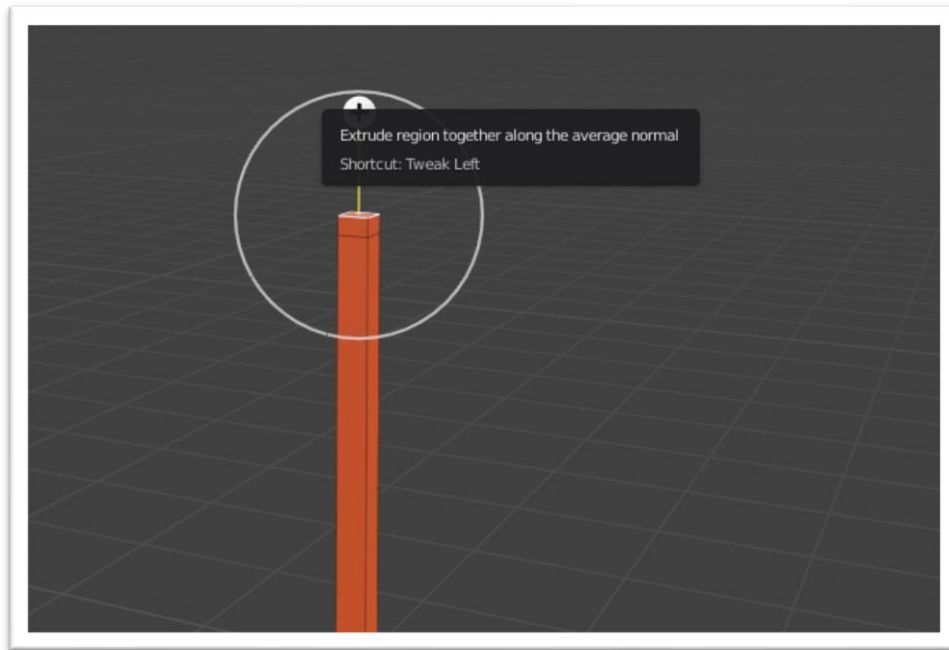 Extrude region together along the average normal
Shortcut: Tweak Left